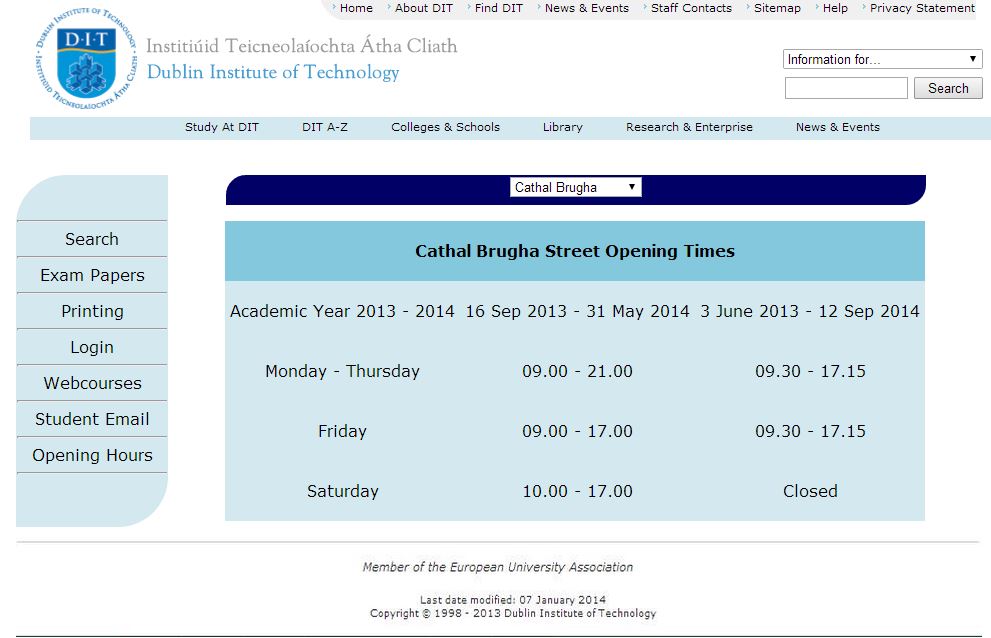 Home About DIT Find DIT News & Events Staff Contacts Sitemap Help Privacy Statement
DUBLIN INSTITUTE OF TECHNOLOGY
D·I·T
INSTITIÚID TEICNEOLAÍOCHTA ÁTHA CLIATH
Institiúid Teicneolaíochta Átha Cliath
Dublin Institute of Technology
Information for...
Search
Study At DIT DIT A-Z Colleges & Schools Library Research & Enterprise News & Events
Cathal Brugha
Search
Exam Papers
Printing
Login
Webcourses
Student Email
Opening Hours
Cathal Brugha Street Opening Times
Academic Year 2013 - 2014 16 Sep 2013 - 31 May 2014 3 June 2013 - 12 Sep 2014
Monday - Thursday 09.00 - 21.00 09.30 - 17.15
Friday 09.00 - 17.00 09.30 - 17.15
Saturday 10.00 - 17.00 Closed
Member of the European University Association
Last date modified: 07 January 2014
Copyright © 1998 - 2013 Dublin Institute of Technology